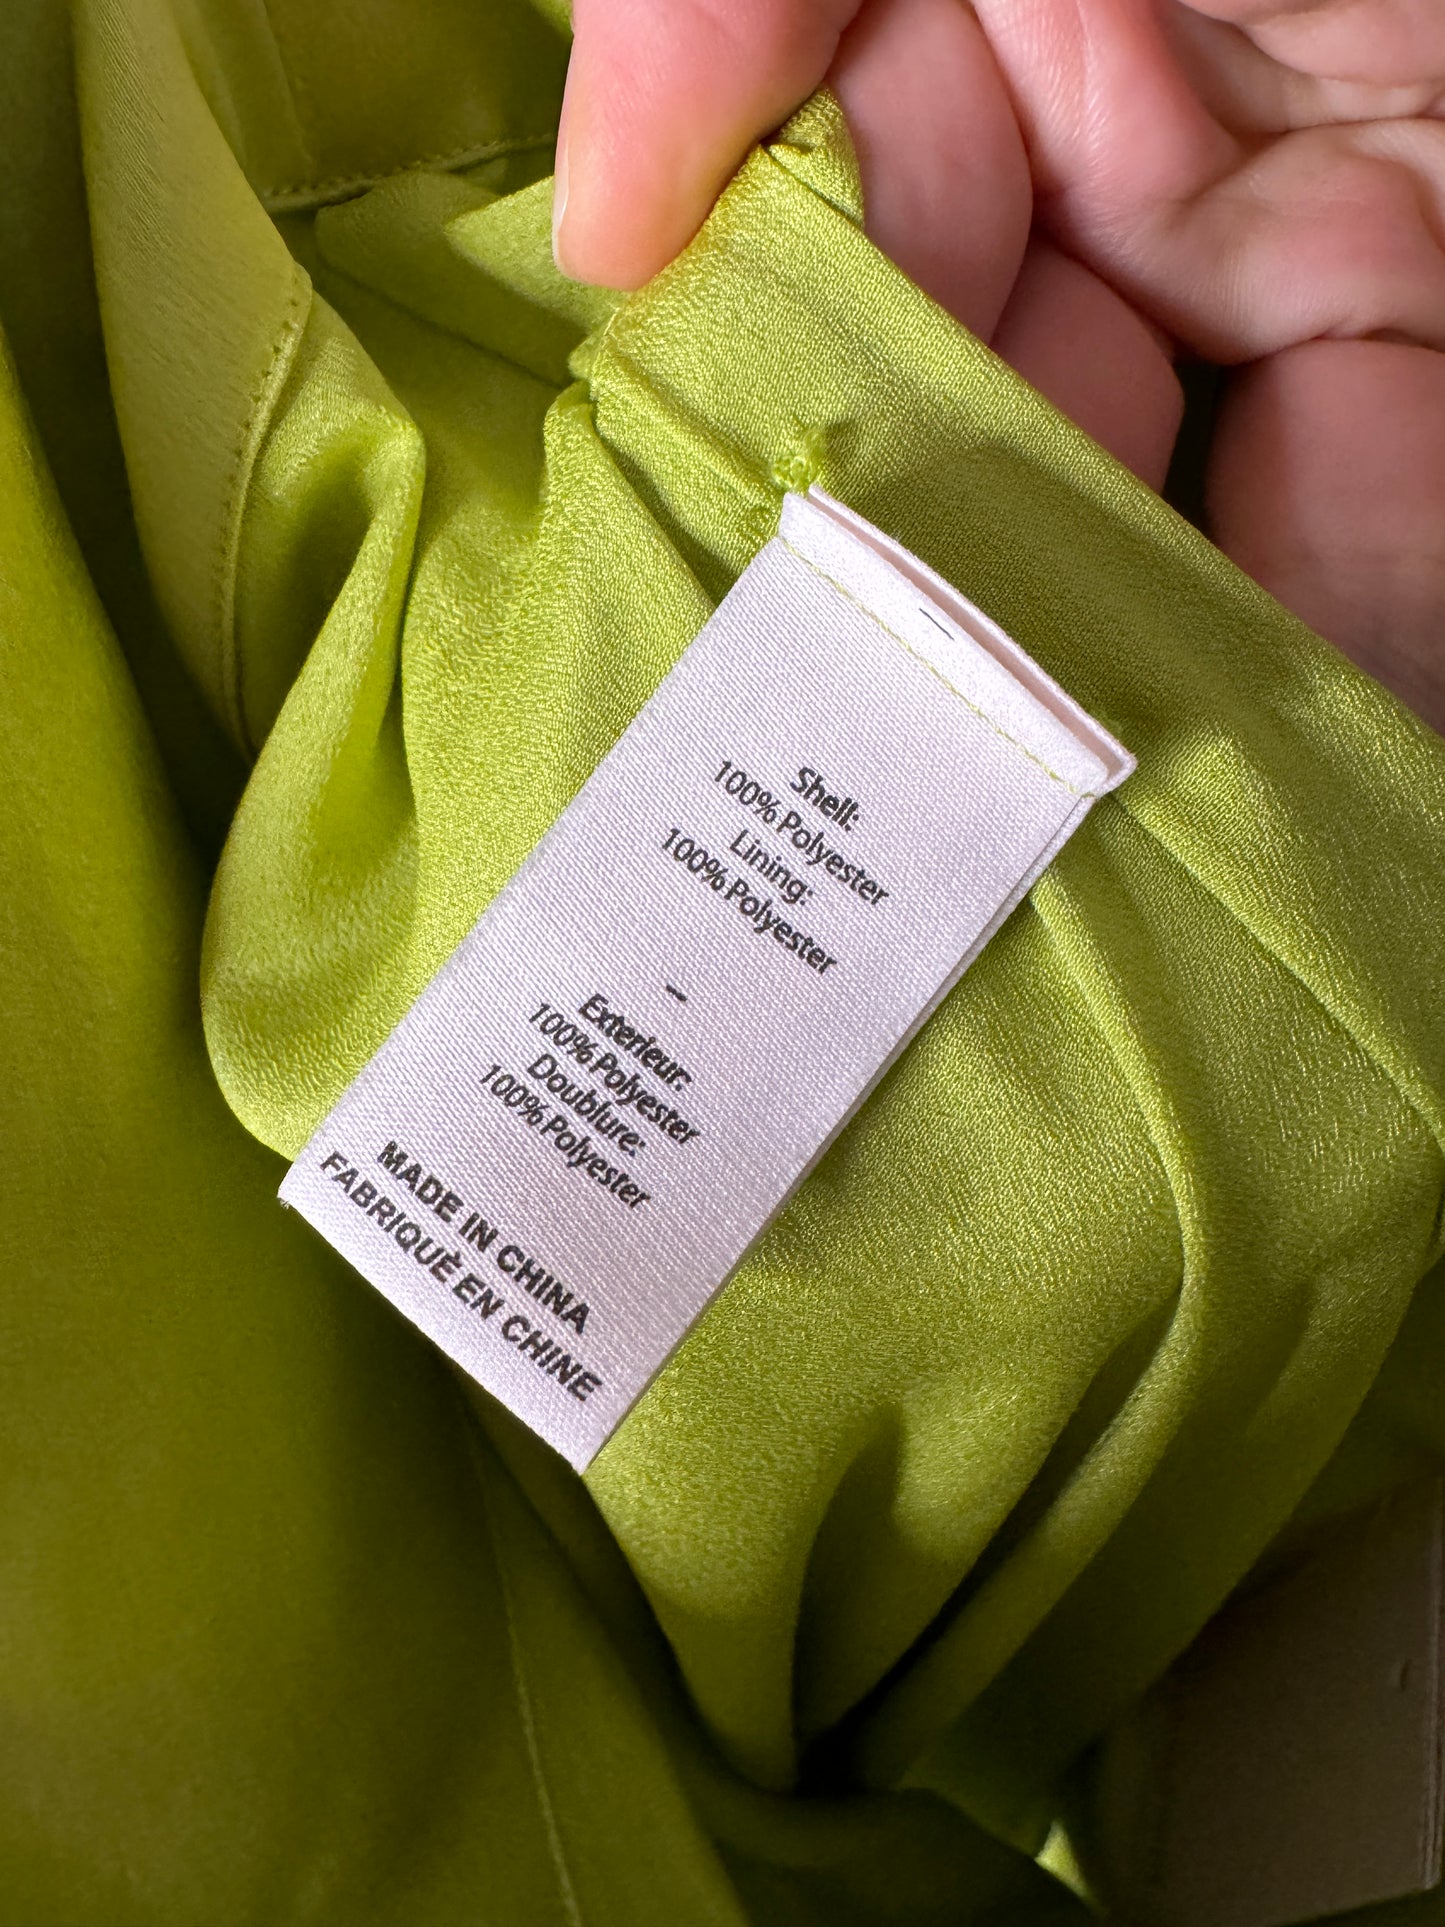 Shell:
100% Polyester
Lining:
100% Polyester
–
Exterieur:
100% Polyester
Doublure:
100% Polyester
MADE IN CHINA
FABRIQUÉ EN CHINE